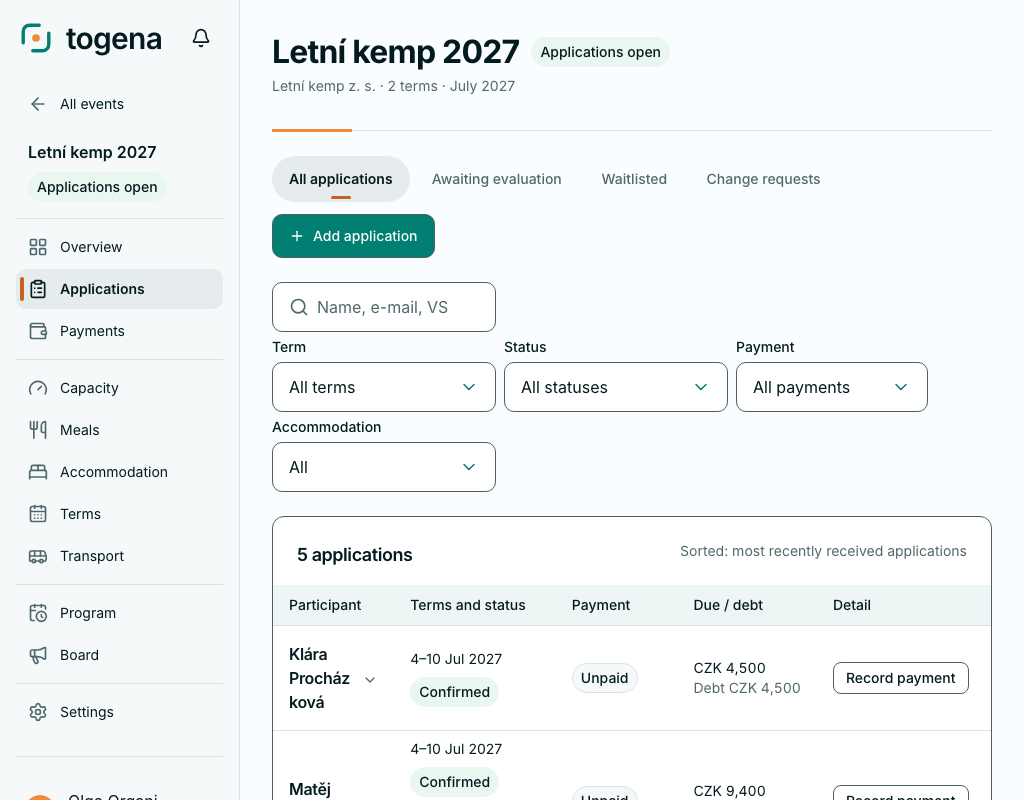 togena
All events
Letní kemp 2027
Applications open
Overview
Applications
Payments
Capacity
Meals
Accommodation
Terms
Transport
Program
Board
Settings
Letní kemp 2027
Applications open
Letní kemp z. s. · 2 terms · July 2027
All applications
Awaiting evaluation
Waitlisted
Change requests
Add application
Name, e-mail, VS
Term
Status
Payment
All terms
All statuses
All payments
Accommodation
All
5 applications
Sorted: most recently received applications
Participant
Terms and status
Payment
Due / debt
Detail
Klára
Procház
ková
4–10 Jul 2027
Confirmed
Unpaid
CZK 4,500
Debt CZK 4,500
Record payment
Matěj
4–10 Jul 2027
Confirmed
Unpaid
CZK 9,400
Record payment